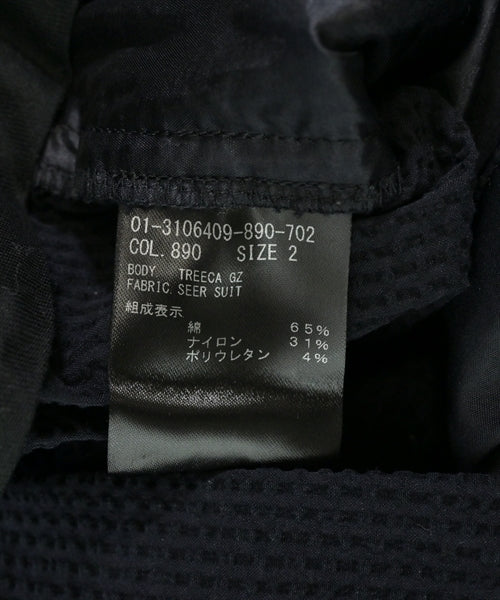 01-3106409-890-702
COL. 890 SIZE 2
BODY TREECA GZ
FABRIC. SEER SUIT
組成表示
綿 65%
ナイロン 31%
ポリウレタン 4%